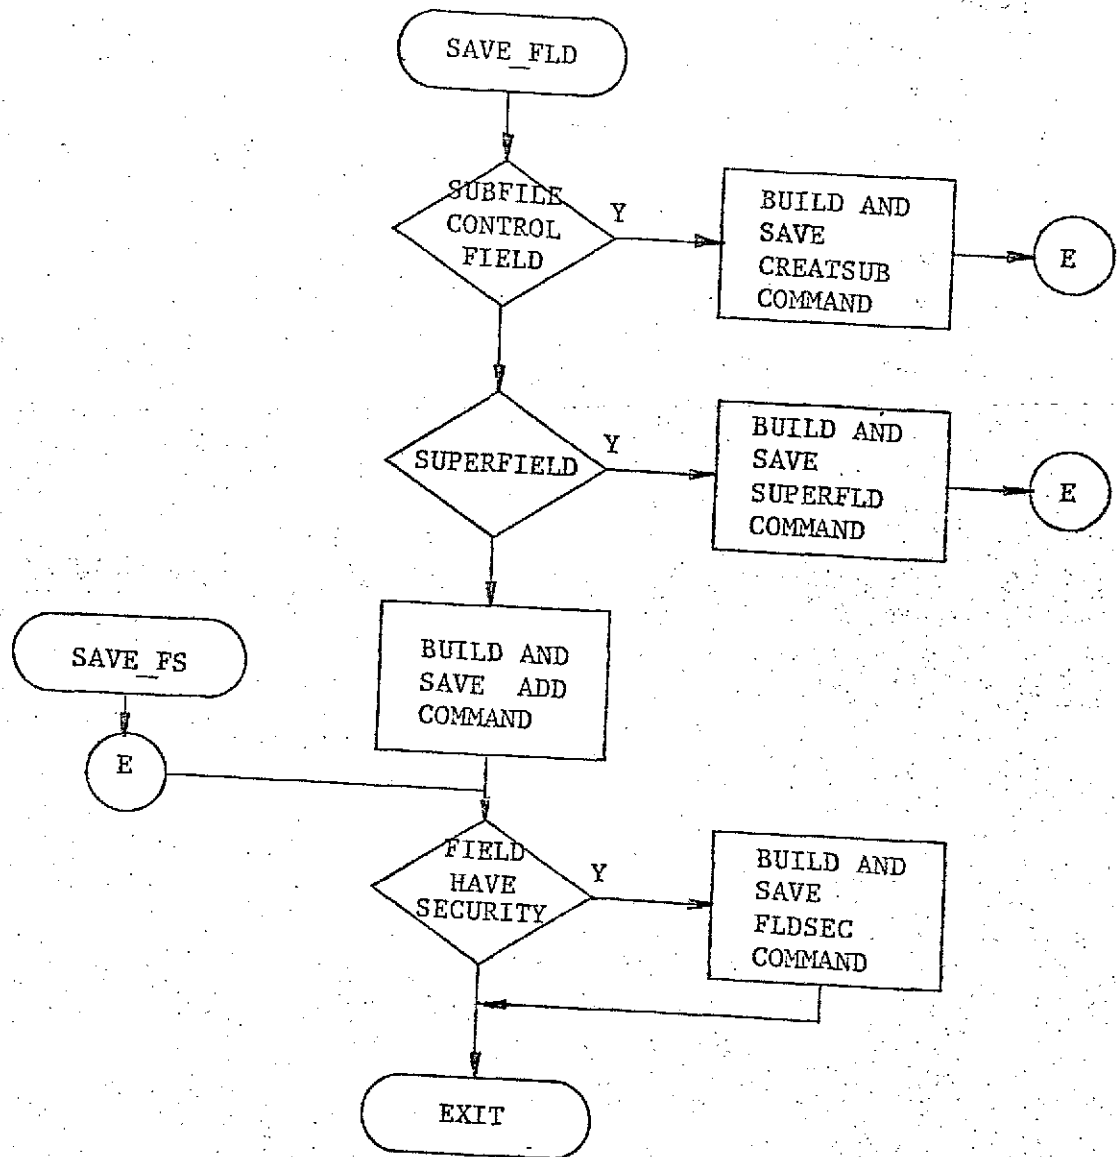 SAVE_FLD
SUBFILE
CONTROL
FIELD
Y
BUILD AND
SAVE
CREATSUB
COMMAND
E
SUPERFIELD
Y
BUILD AND
SAVE
SUPERFLD
COMMAND
E
BUILD AND
SAVE ADD
COMMAND
SAVE_FS
E
FIELD
HAVE
SECURITY
Y
BUILD AND
SAVE
FLDSEC
COMMAND
EXIT